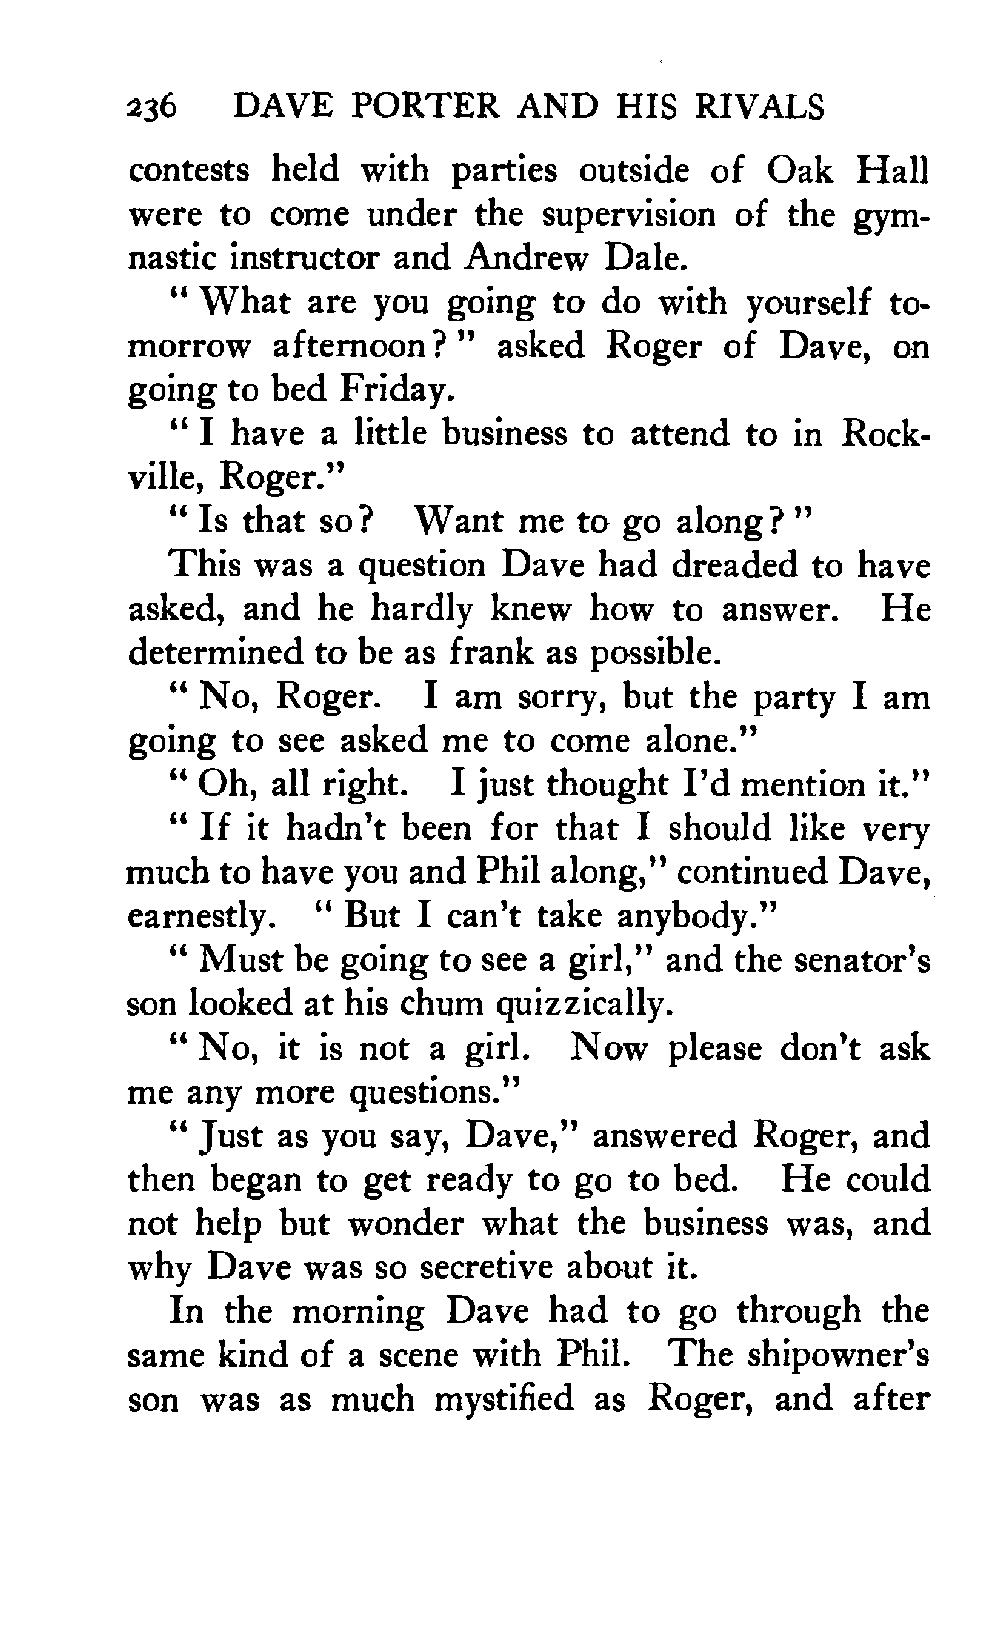 236 DAVE PORTER AND HIS RIVALS
contests held with parties outside of Oak Hall
were to come under the supervision of the gym-
nastic instructor and Andrew Dale.
" What are you going to do with yourself to-
morrow afternoon? " asked Roger of Dave, on
going to bed Friday.
" I have a little business to attend to in Rock-
ville, Roger."
" Is that so? Want me to go along? "
This was a question Dave had dreaded to have
asked, and he hardly knew how to answer. He
determined to be as frank as possible.
" No, Roger. I am sorry, but the party I am
going to see asked me to come alone."
" Oh, all right. I just thought I'd mention it."
" If it hadn't been for that I should like very
much to have you and Phil along," continued Dave,
earnestly. " But I can't take anybody."
" Must be going to see a girl," and the senator's
son looked at his chum quizzically.
" No, it is not a girl. Now please don't ask
me any more questions."
" Just as you say, Dave," answered Roger, and
then began to get ready to go to bed. He could
not help but wonder what the business was, and
why Dave was so secretive about it.
In the morning Dave had to go through the
same kind of a scene with Phil. The shipowner's
son was as much mystified as Roger, and after